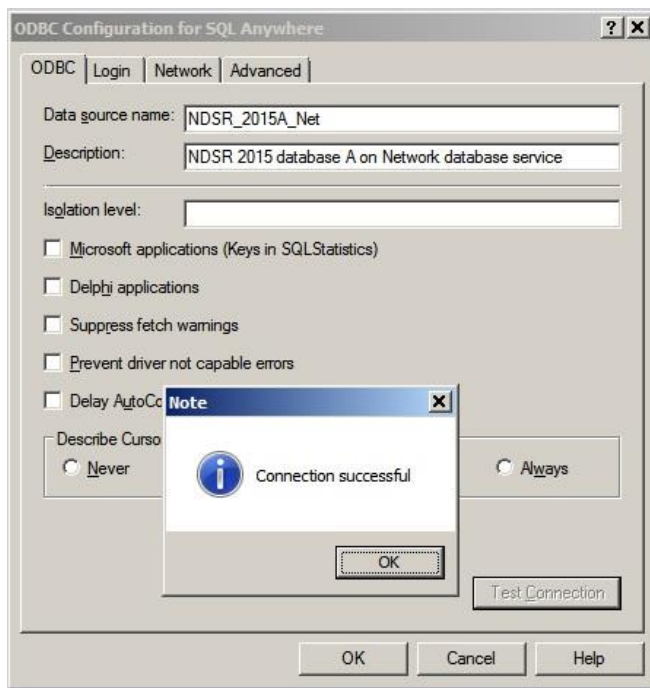 ODBC Configuration for SQL Anywhere
ODBC Login Network Advanced
Data source name: NDSR_2015A_Net
Description: NDSR 2015 database A on Network database service
Isolation level:
Microsoft applications (Keys in SQLStatistics)
Delphi applications
Suppress fetch warnings
Prevent driver not capable errors
Delay
Note
Describe
Never
Always
Connection successful
OK
Test Connection
OK Cancel Help